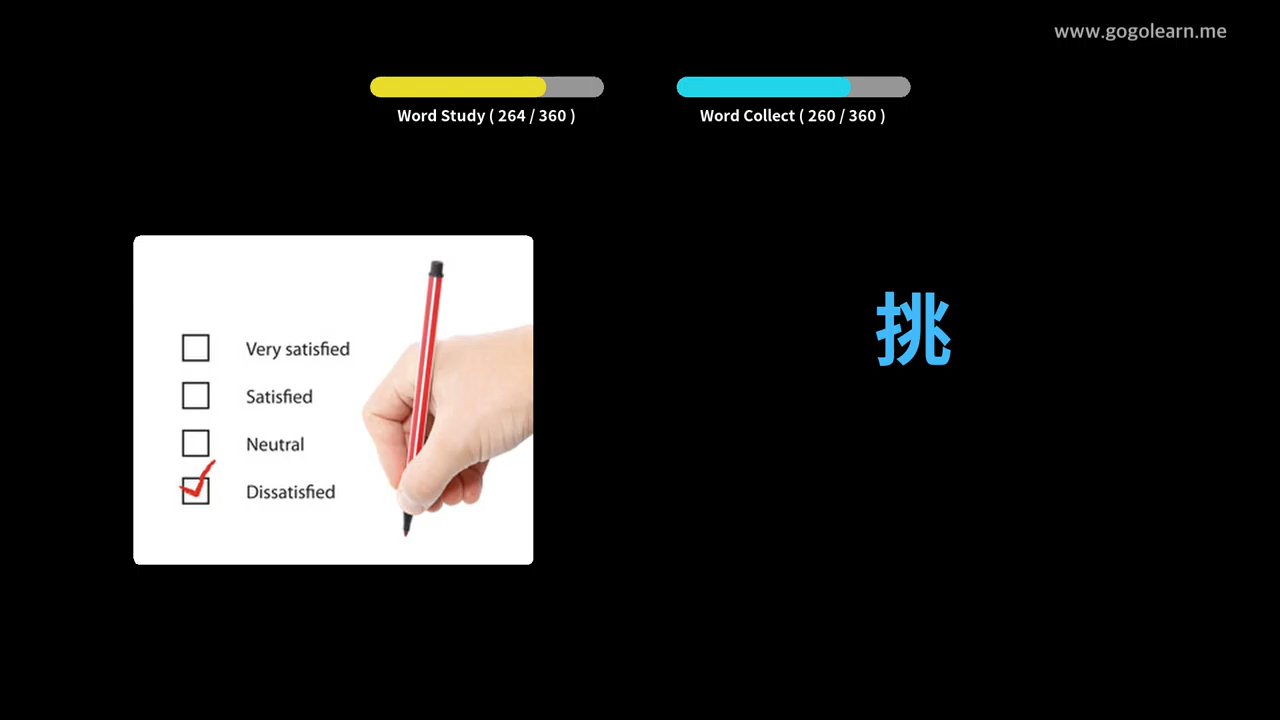 www.gogolearn.me
Word Study ( 264 / 360 )
Word Collect ( 260 / 360 )
挑
Very satisfied
Satisfied
Neutral
Dissatisfied